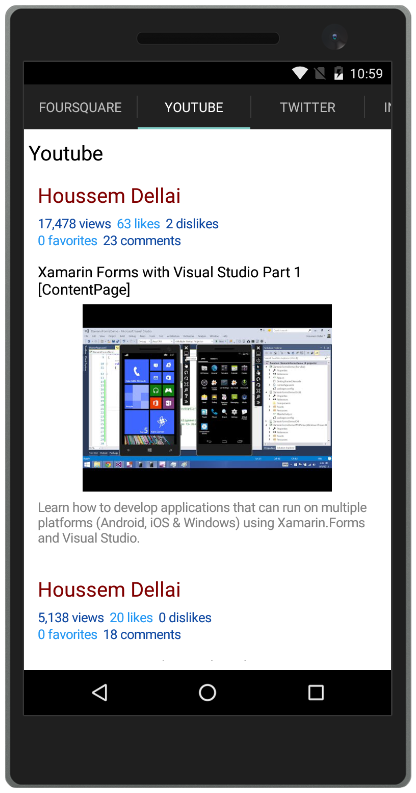 10:59
FOURSQUARE YOUTUBE TWITTER
Youtube
Houssem Dellai
17,478 views 63 likes 2 dislikes
0 favorites 23 comments
Xamarin Forms with Visual Studio Part 1
[ContentPage]
Learn how to develop applications that can run on multiple
platforms (Android, iOS & Windows) using Xamarin.Forms
and Visual Studio.
Houssem Dellai
5,138 views 20 likes 0 dislikes
0 favorites 18 comments